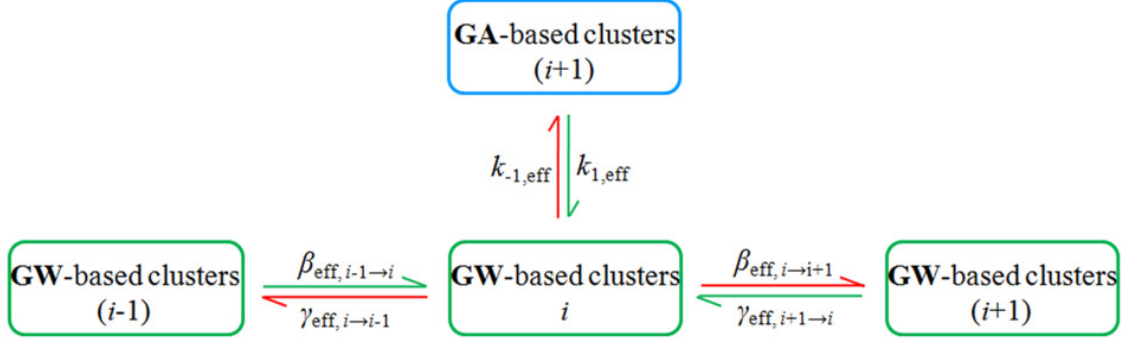 GA-based clusters
(i+1)
k-1,eff k1,eff
GW-based clusters
(i-1)
βeff, i-1→i
γeff, i→i-1
GW-based clusters
i
βeff, i→i+1
γeff, i+1→i
GW-based clusters
(i+1)